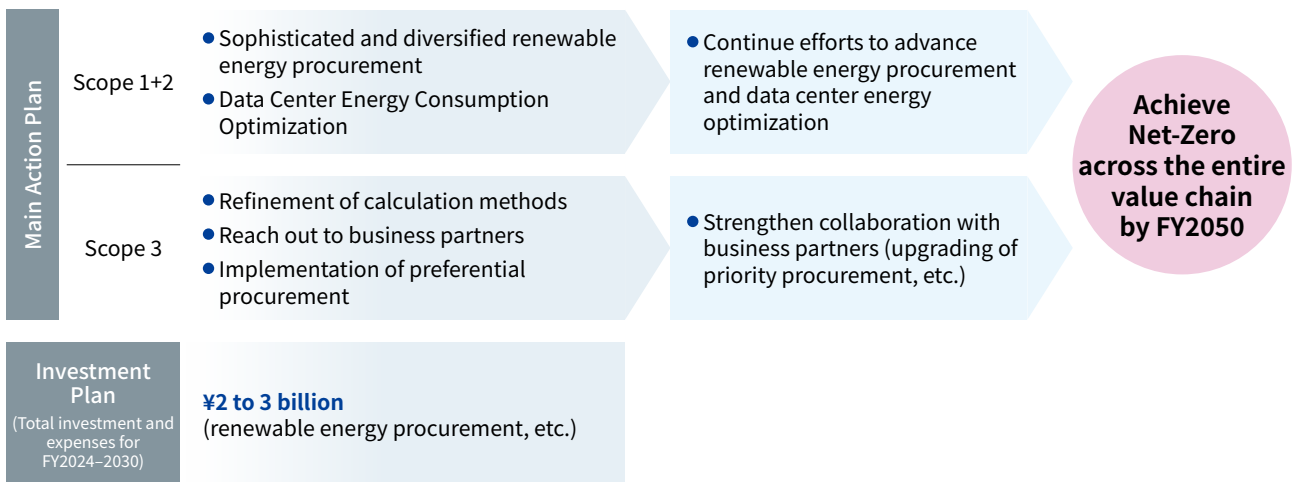 Main Action Plan
Scope 1+2
● Sophisticated and diversified renewable
energy procurement
● Data Center Energy Consumption
Optimization
● Continue efforts to advance
renewable energy procurement
and data center energy
optimization
Scope 3
● Refinement of calculation methods
● Reach out to business partners
● Implementation of preferential
procurement
● Strengthen collaboration with
business partners (upgrading of
priority procurement, etc.)
Achieve
Net-Zero
across the entire
value chain
by FY2050
Investment
Plan
(Total investment and
expenses for
FY2024–2030)
¥2 to 3 billion
(renewable energy procurement, etc.)